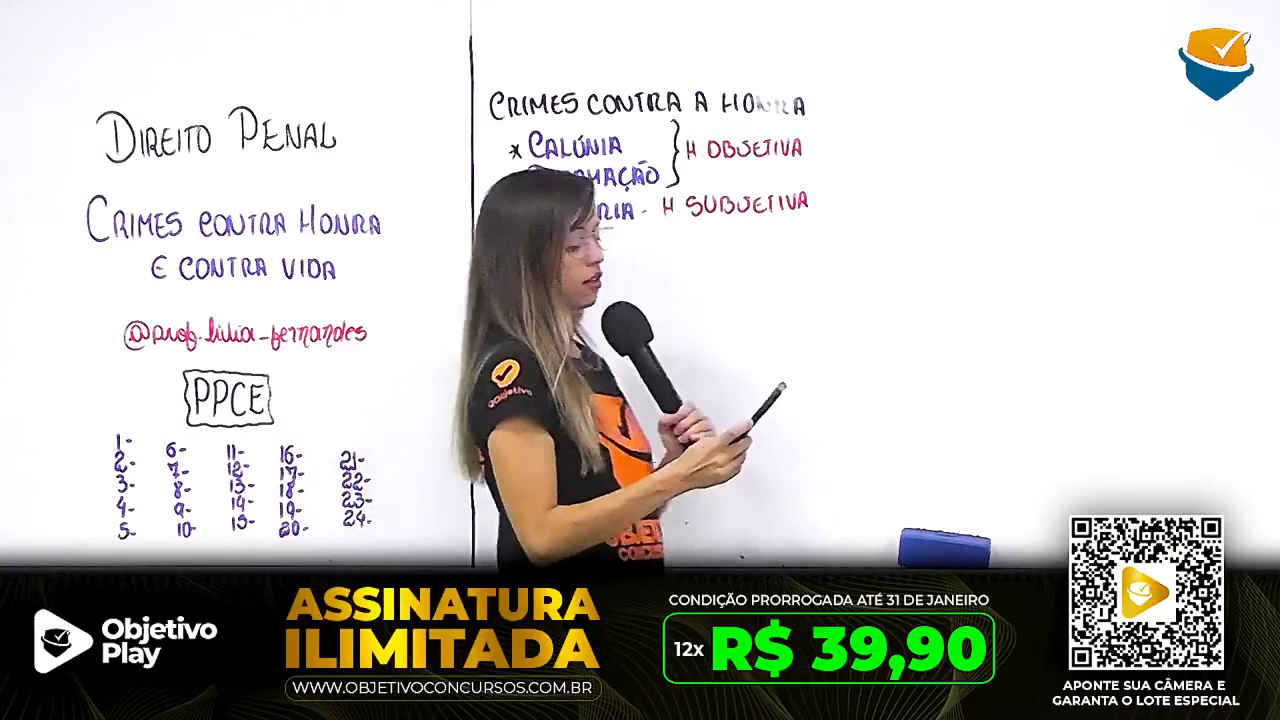 DIREITO PENAL
CRIMES CONTRA HONRA
E CONTRA VIDA
@prof-lilia-fernandes
PPCE
1- 6- 11- 16- 21-
2- 7- 12- 17- 22-
3- 8- 13- 18- 23-
4- 9- 14- 19- 24-
5- 10- 15- 20-
CRIMES CONTRA A HONRA
* CALÚNIA } H OBJETIVA
MAÇÃO
RIA - H SUBJETIVA
Objetivo
Objetivo
Play
ASSINATURA
ILIMITADA
WWW.OBJETIVOCONCURSOS.COM.BR
CONDIÇÃO PRORROGADA ATÉ 31 DE JANEIRO
12x R$ 39,90
APONTE SUA CÂMERA E
GARANTA O LOTE ESPECIAL